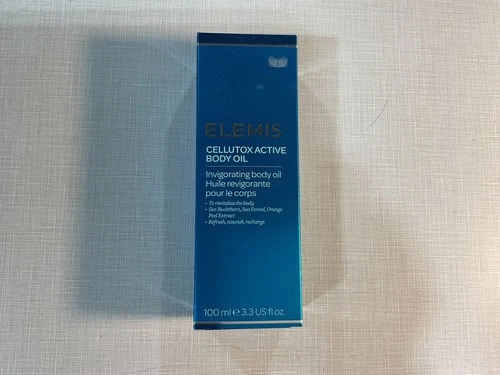 ELEMIS
CELLUTOX ACTIVE
BODY OIL
Invigorating body oil
Huile revigorante
pour le corps
• To revitalise the body
• Sea Buckthorn, Sea Fennel, Orange
Peel Extract
• Refresh, nourish, recharge
100 ml ℮ 3.3 US fl.oz.